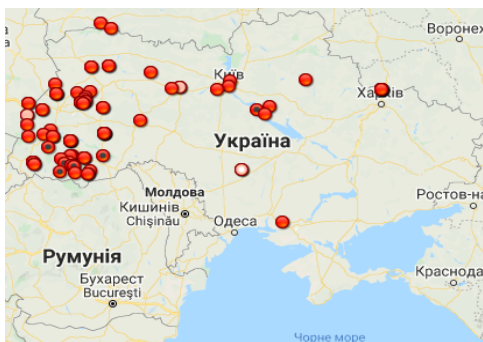 Воронеж
Київ
Харків
Україна
Молдова
Кишинів
Chișinău
Одеса
Ростов-на
Румунія
Бухарест
București
Краснода
Чорне море